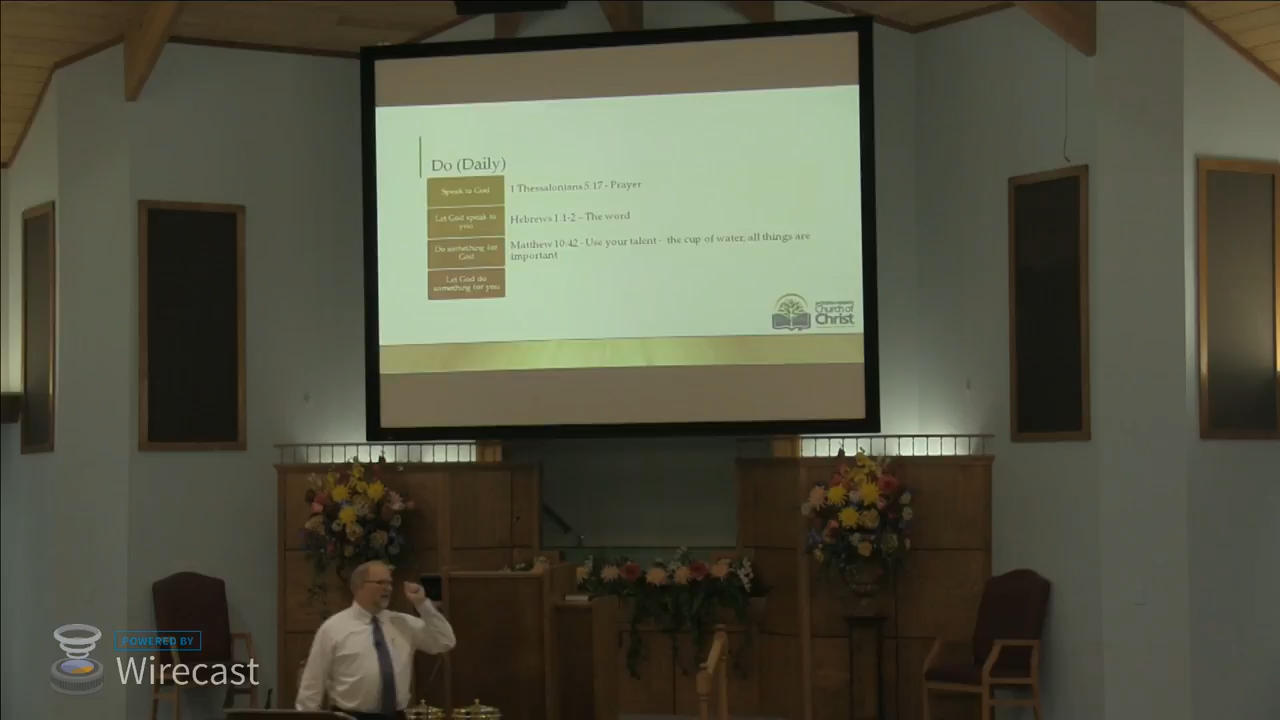 Do (Daily)
Speak to God
1 Thessalonians 5:17 - Prayer
Let God speak to
you
Hebrews 1:1-2 - The word
Do something for
God
Matthew 10:42 - Use your talent - the cup of water, all things are
important
Let God do
something for you
Church of
Christ
POWERED BY
Wirecast